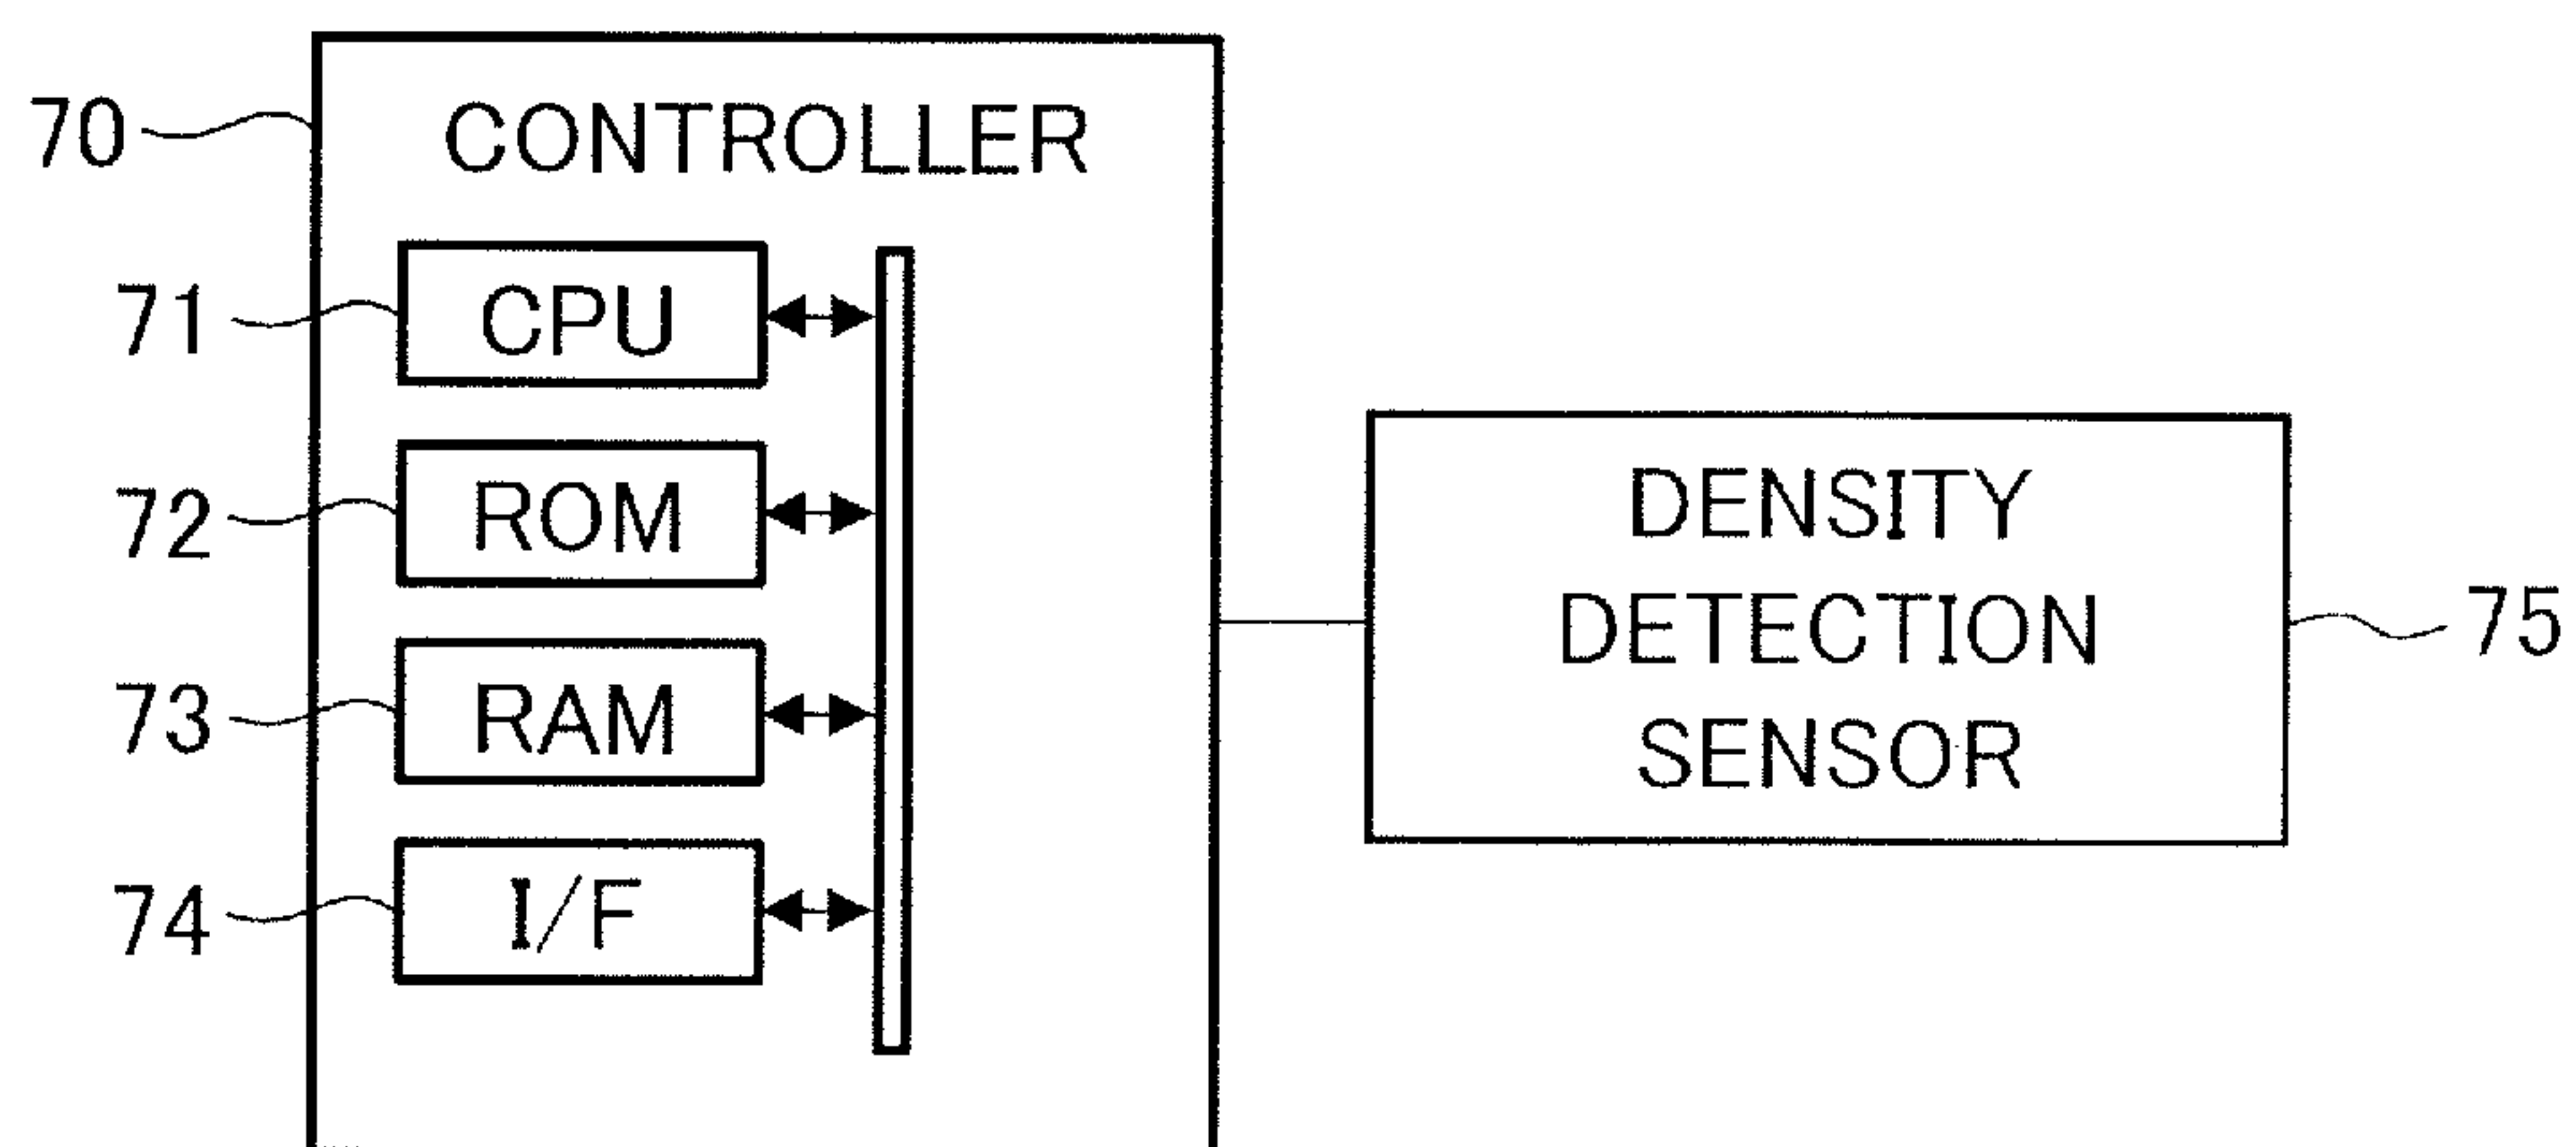 70
CONTROLLER
71
CPU
72
ROM
73
RAM
74
I/F
DENSITY
DETECTION
SENSOR
75